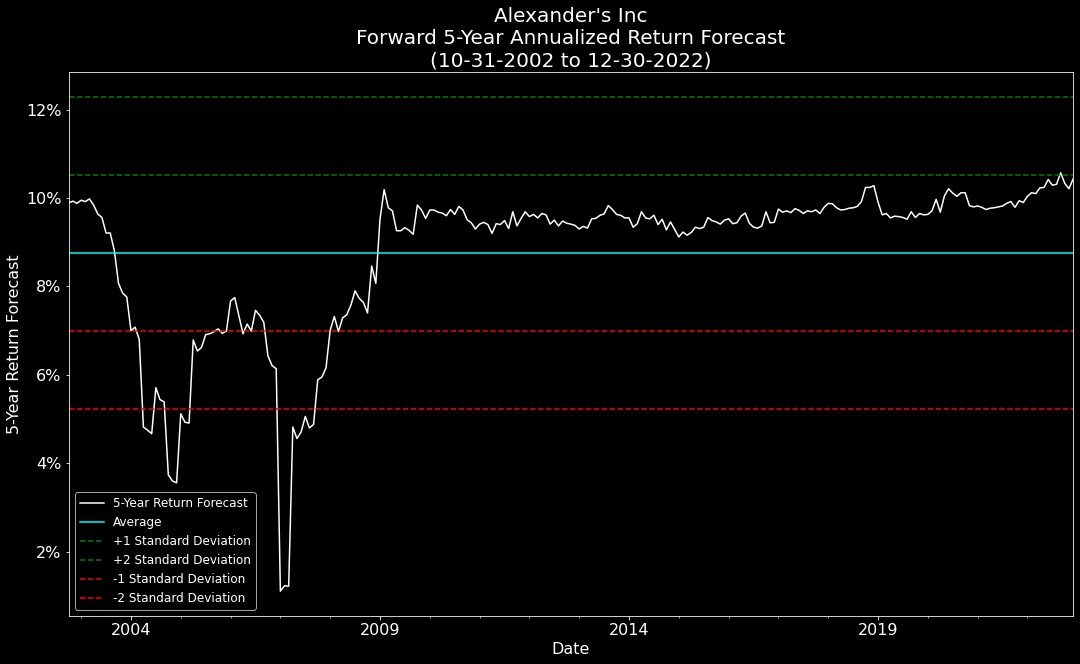 Alexander's Inc
Forward 5-Year Annualized Return Forecast
(10-31-2002 to 12-30-2022)
12%
10%
8%
6%
4%
2%
5-Year Return Forecast
5-Year Return Forecast
Average
+1 Standard Deviation
+2 Standard Deviation
-1 Standard Deviation
-2 Standard Deviation
2004
2009
2014
2019
Date